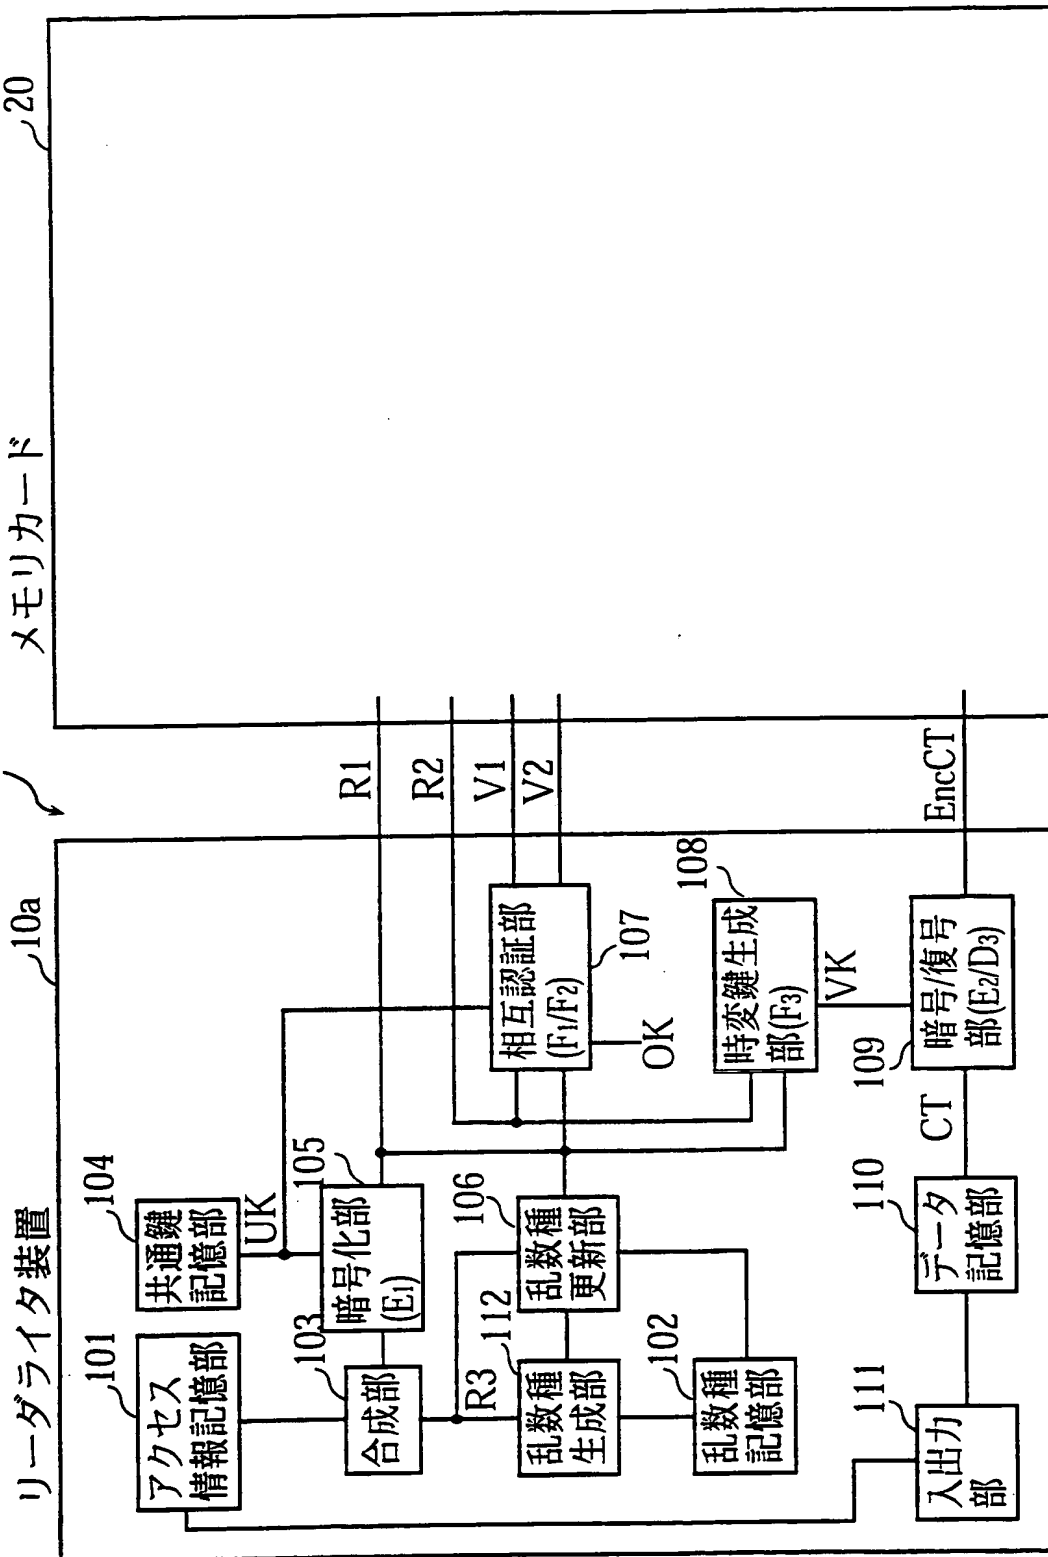 リーダライタ装置
10a
メモリカード
20
101
アクセス
情報記憶部
104
共通鍵
記憶部
UK
103
合成部
105
暗号化部
(E1)
R1
R2
R3
112
乱数種
生成部
106
乱数種
更新部
相互認証部
(F1/F2)
107
V1
V2
OK
102
乱数種
記憶部
108
時変鍵生成
部(F3)
VK
111
入出力
部
110
データ
記憶部
CT
109
暗号/復号
部(E2/D3)
EncCT